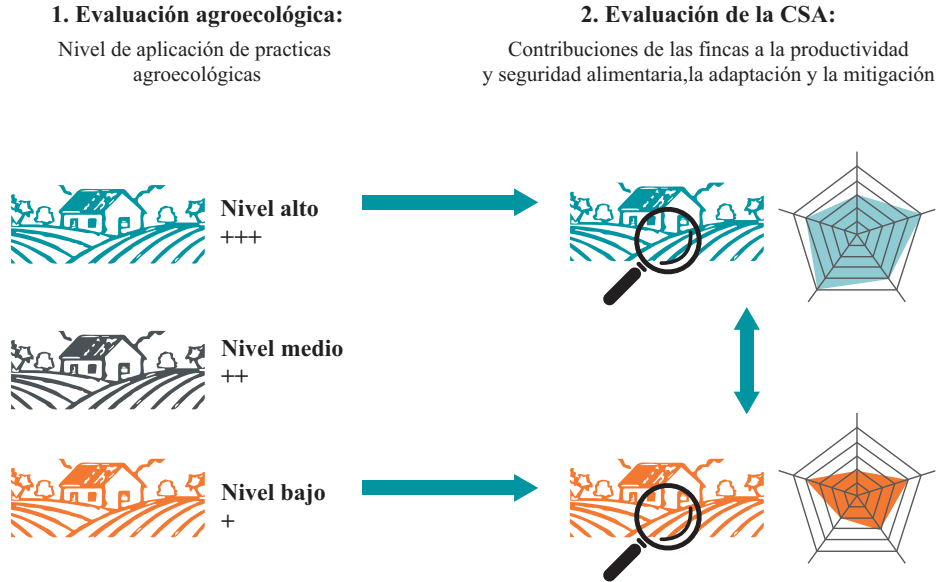 1. Evaluación agroecológica:
Nivel de aplicación de practicas
agroecológicas
2. Evaluación de la CSA:
Contribuciones de las fincas a la productividad
y seguridad alimentaria,la adaptación y la mitigación
Nivel alto
+++
Nivel medio
++
Nivel bajo
+